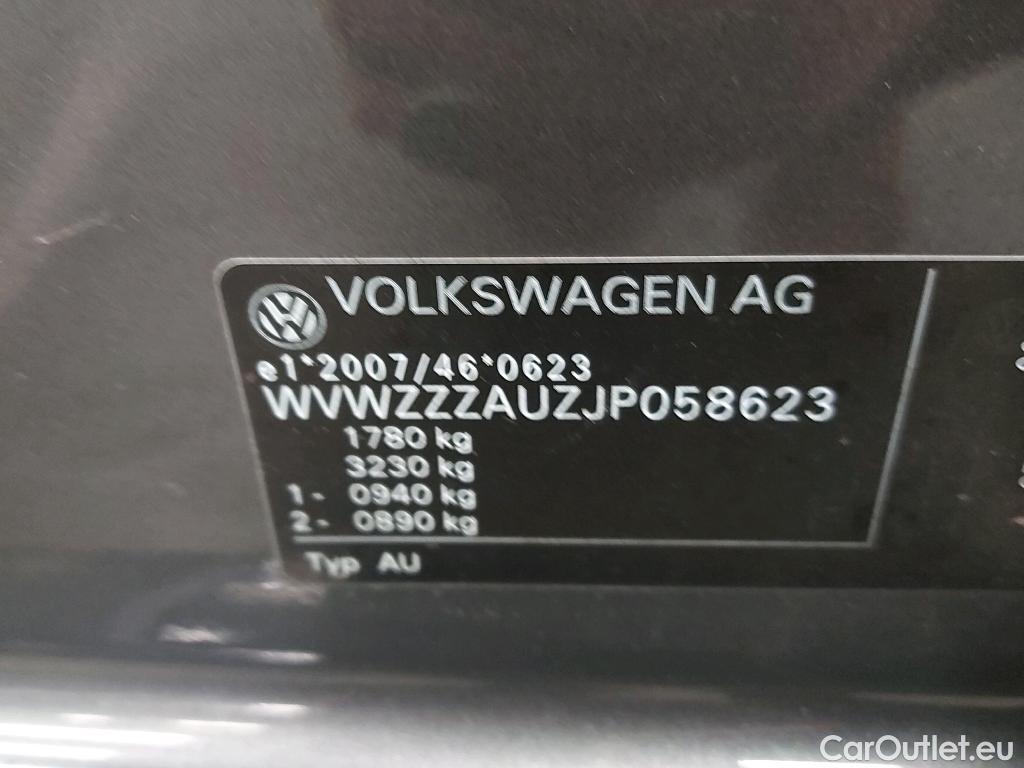 VOLKSWAGEN AG
e1*2007/46*0623
WVWZZZAUZJP058623
1780 kg
3230 kg
1- 0940 kg
2- 0890 kg
Typ AU
CarOutlet.eu